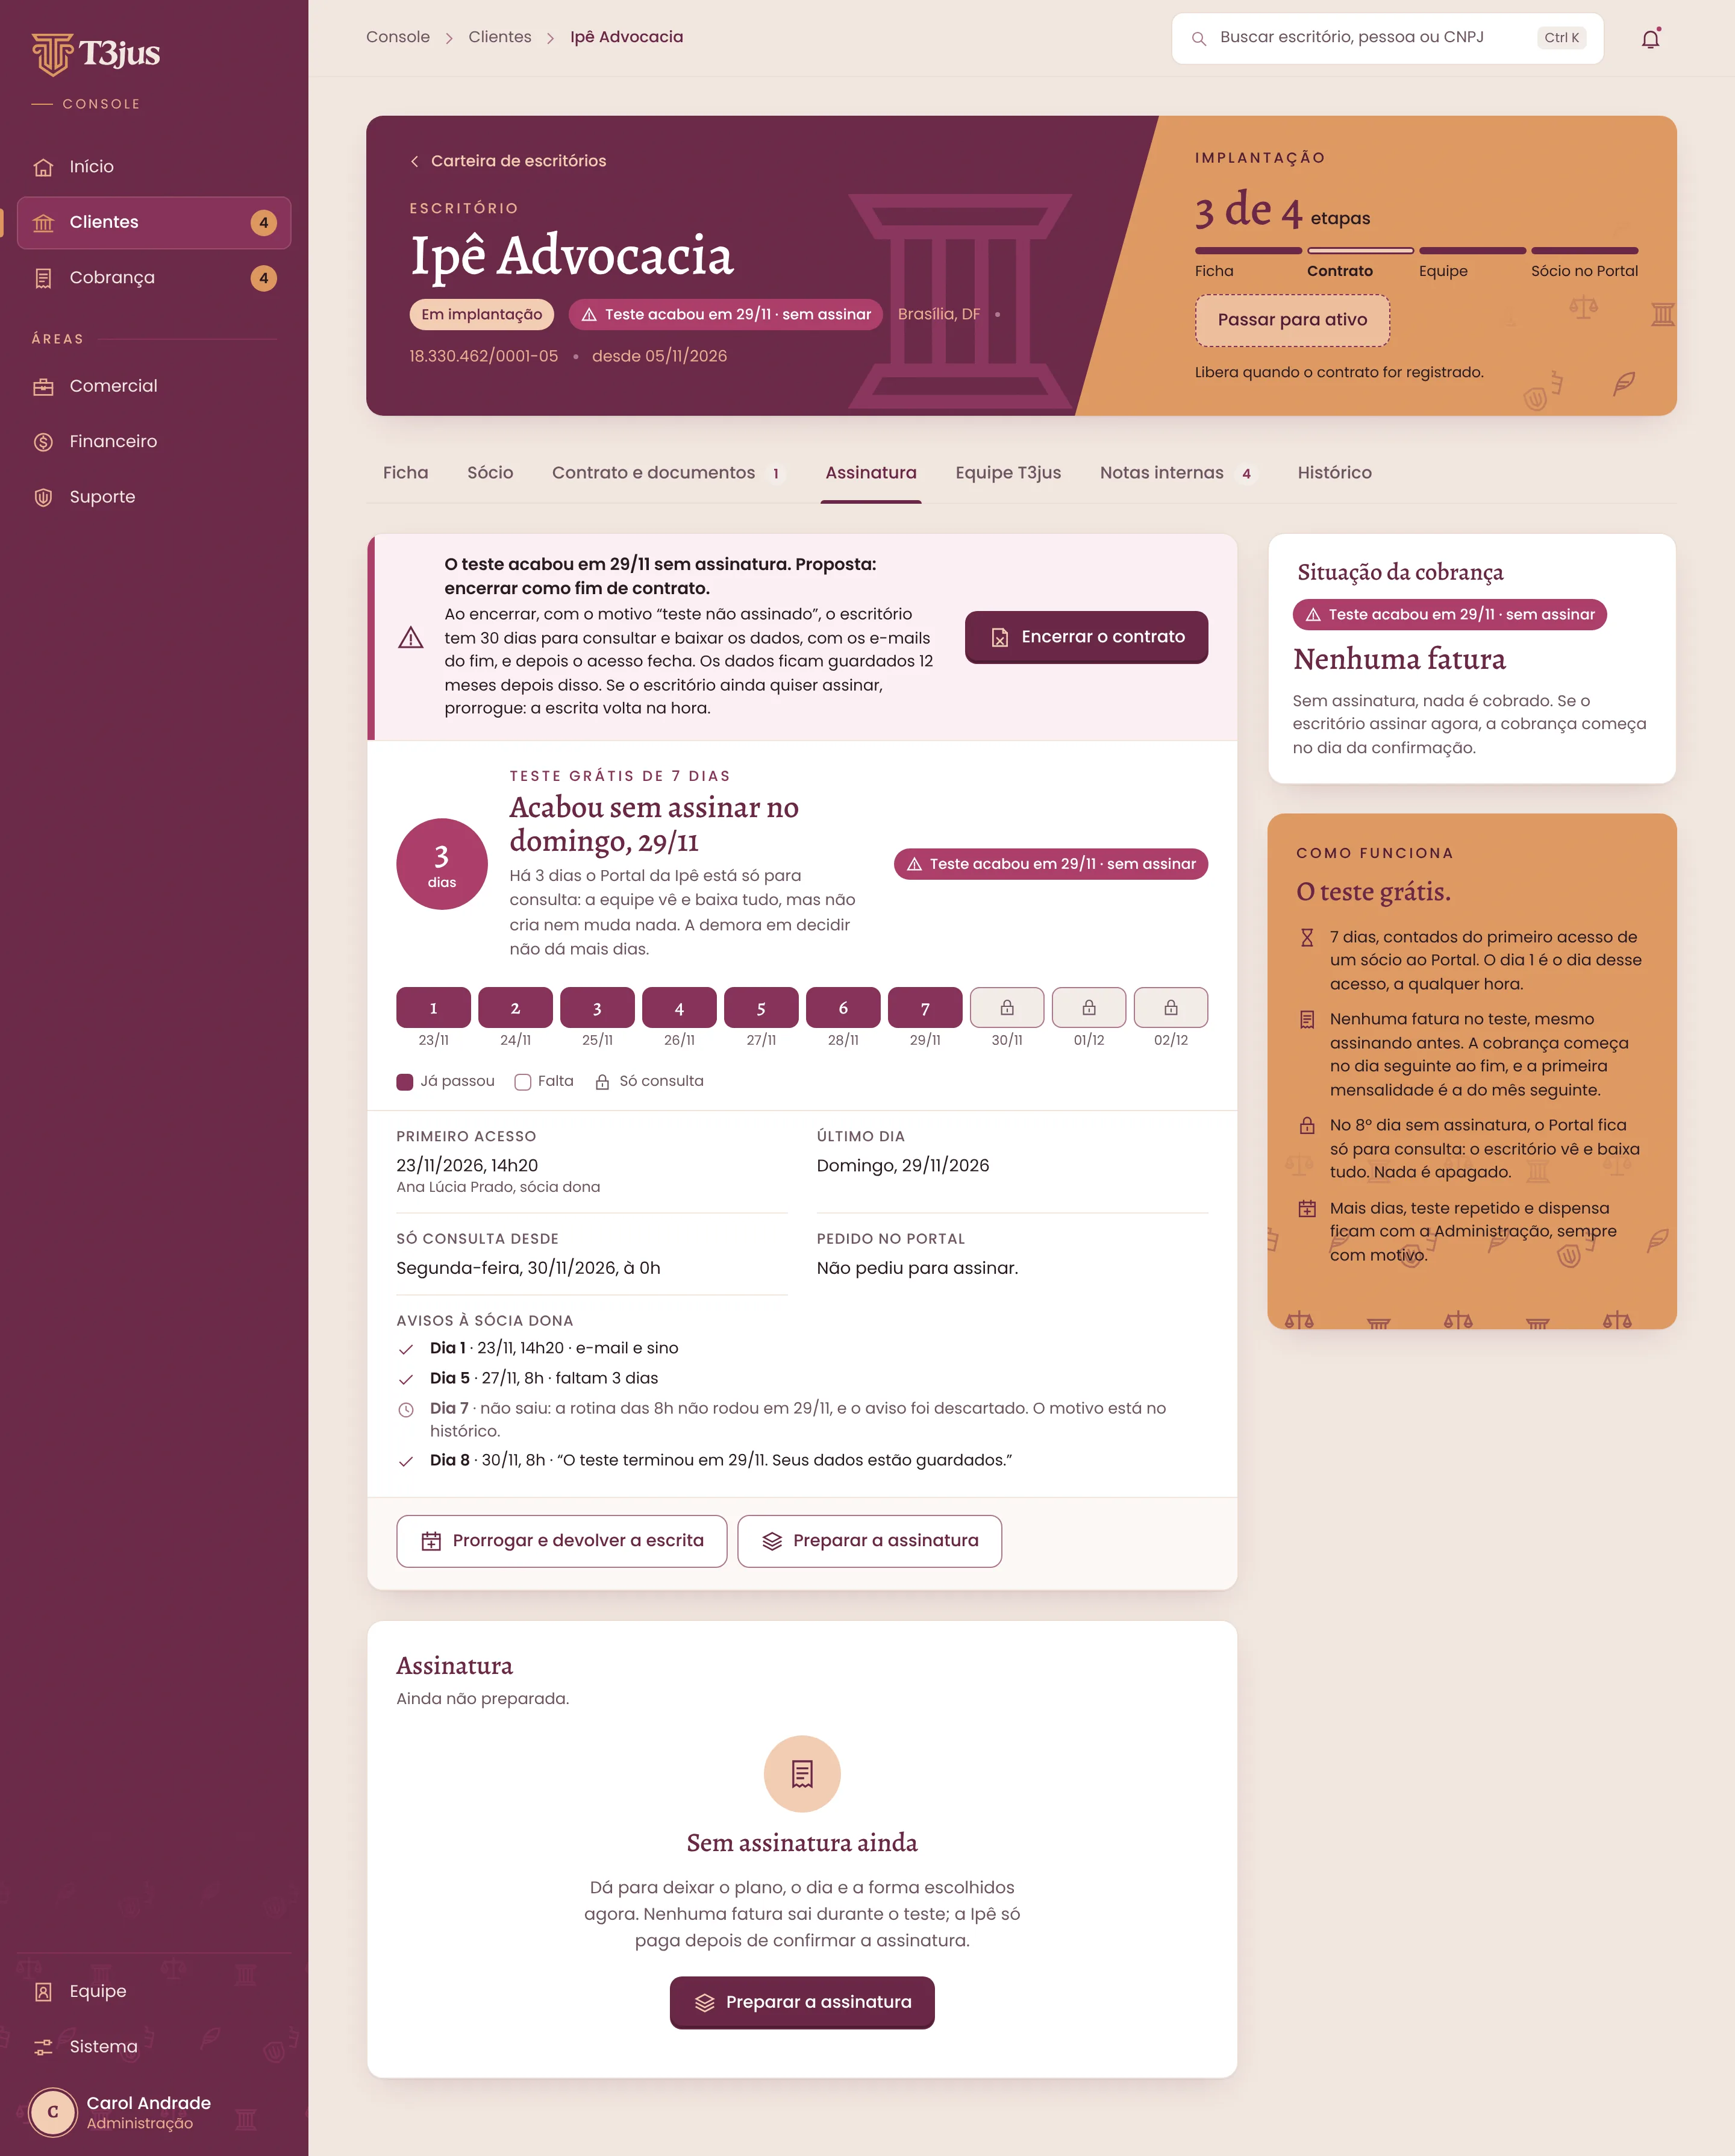 T3jus
CONSOLE
Início
Clientes 4
Cobrança 4
ÁREAS
Comercial
Financeiro
Suporte
Equipe
Sistema
C
Carol Andrade
Administração
Console > Clientes > Ipê Advocacia
Buscar escritório, pessoa ou CNPJ Ctrl K
Carteira de escritórios
ESCRITÓRIO
Ipê Advocacia
Em implantação Teste acabou em 29/11 · sem assinar Brasília, DF •
18.330.462/0001-05 • desde 05/11/2026
IMPLANTAÇÃO
3 de 4 etapas
Ficha Contrato Equipe Sócio no Portal
Passar para ativo
Libera quando o contrato for registrado.
Ficha Sócio Contrato e documentos 1 Assinatura Equipe T3jus Notas internas 4 Histórico
O teste acabou em 29/11 sem assinatura. Proposta:
encerrar como fim de contrato.
Ao encerrar, com o motivo “teste não assinado”, o escritório
tem 30 dias para consultar e baixar os dados, com os e-mails
do fim, e depois o acesso fecha. Os dados ficam guardados 12
meses depois disso. Se o escritório ainda quiser assinar,
prorrogue: a escrita volta na hora.
Encerrar o contrato
3
dias
TESTE GRÁTIS DE 7 DIAS
Acabou sem assinar no
domingo, 29/11
Há 3 dias o Portal da Ipê está só para
consulta: a equipe vê e baixa tudo, mas não
cria nem muda nada. A demora em decidir
não dá mais dias.
Teste acabou em 29/11 · sem assinar
1 2 3 4 5 6 7
23/11 24/11 25/11 26/11 27/11 28/11 29/11 30/11 01/12 02/12
Já passou Falta Só consulta
PRIMEIRO ACESSO
23/11/2026, 14h20
Ana Lúcia Prado, sócia dona
ÚLTIMO DIA
Domingo, 29/11/2026
SÓ CONSULTA DESDE
Segunda-feira, 30/11/2026, à 0h
PEDIDO NO PORTAL
Não pediu para assinar.
AVISOS À SÓCIA DONA
Dia 1 · 23/11, 14h20 · e-mail e sino
Dia 5 · 27/11, 8h · faltam 3 dias
Dia 7 · não saiu: a rotina das 8h não rodou em 29/11, e o aviso foi descartado. O motivo está no
histórico.
Dia 8 · 30/11, 8h · “O teste terminou em 29/11. Seus dados estão guardados.”
Prorrogar e devolver a escrita Preparar a assinatura
Assinatura
Ainda não preparada.
Sem assinatura ainda
Dá para deixar o plano, o dia e a forma escolhidos
agora. Nenhuma fatura sai durante o teste; a Ipê só
paga depois de confirmar a assinatura.
Preparar a assinatura
Situação da cobrança
Teste acabou em 29/11 · sem assinar
Nenhuma fatura
Sem assinatura, nada é cobrado. Se o
escritório assinar agora, a cobrança começa
no dia da confirmação.
COMO FUNCIONA
O teste grátis.
7 dias, contados do primeiro acesso de
um sócio ao Portal. O dia 1 é o dia desse
acesso, a qualquer hora.
Nenhuma fatura no teste, mesmo
assinando antes. A cobrança começa
no dia seguinte ao fim, e a primeira
mensalidade é a do mês seguinte.
No 8º dia sem assinatura, o Portal fica
só para consulta: o escritório vê e baixa
tudo. Nada é apagado.
Mais dias, teste repetido e dispensa
ficam com a Administração, sempre
com motivo.